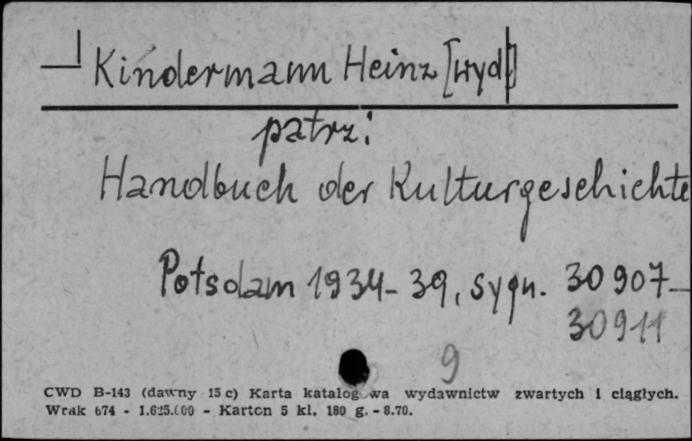 Kindermann Heinz [wyd.]
patrz:
Handbuch der Kulturgeschichte
Potsdam 1934-39, sygn. 30907-
30911
9
CWD B-143 (dawny 15 c) Karta katalogowa wydawnictw zwartych i ciągłych.
Wrak 674 - 1.625.000 - Karton 5 kl. 180 g. - 8.70.